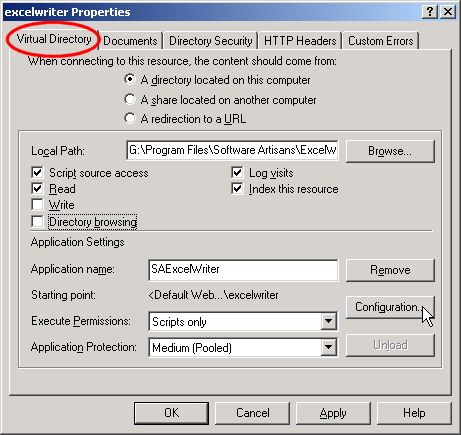 excelwriter Properties
Virtual Directory Documents Directory Security HTTP Headers Custom Errors
When connecting to this resource, the content should come from:
A directory located on this computer
A share located on another computer
A redirection to a URL
Local Path: G:\Program Files\Software Artisans\ExcelW Browse...
Script source access Log visits
Read Index this resource
Write
Directory browsing
Application Settings
Application name: SAExcelWriter Remove
Starting point: <Default Web...\excelwriter
Configuration...
Execute Permissions: Scripts only
Application Protection: Medium (Pooled) Unload
OK Cancel Apply Help